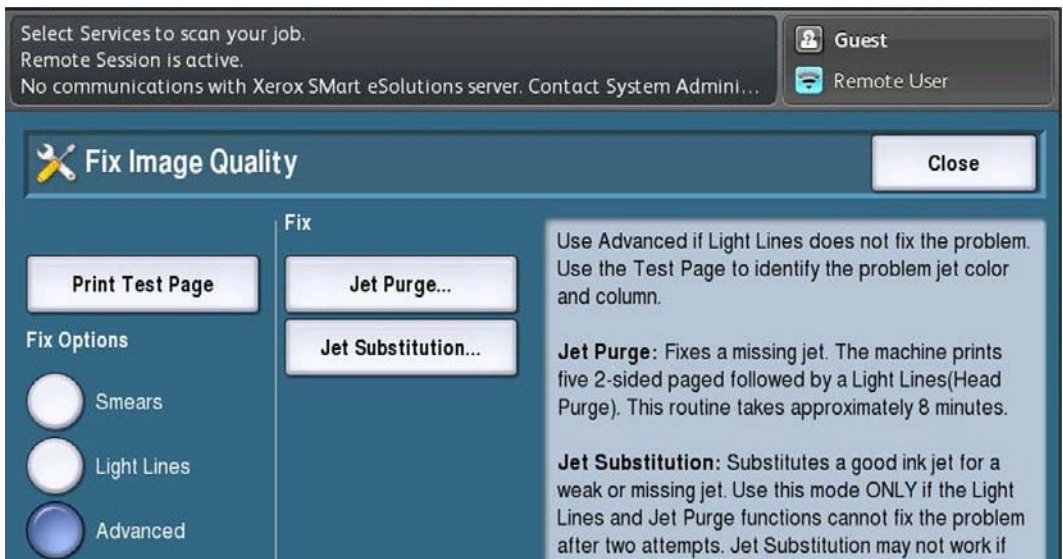 Select Services to scan your job.
Remote Session is active.
No communications with Xerox SMart eSolutions server. Contact System Admini...
Guest
Remote User
Fix Image Quality
Close
Print Test Page
Fix Options
Smears
Light Lines
Advanced
Fix
Jet Purge...
Jet Substitution...
Use Advanced if Light Lines does not fix the problem.
Use the Test Page to identify the problem jet color
and column.
Jet Purge: Fixes a missing jet. The machine prints
five 2-sided paged followed by a Light Lines(Head
Purge). This routine takes approximately 8 minutes.
Jet Substitution: Substitutes a good ink jet for a
weak or missing jet. Use this mode ONLY if the Light
Lines and Jet Purge functions cannot fix the problem
after two attempts. Jet Substitution may not work if